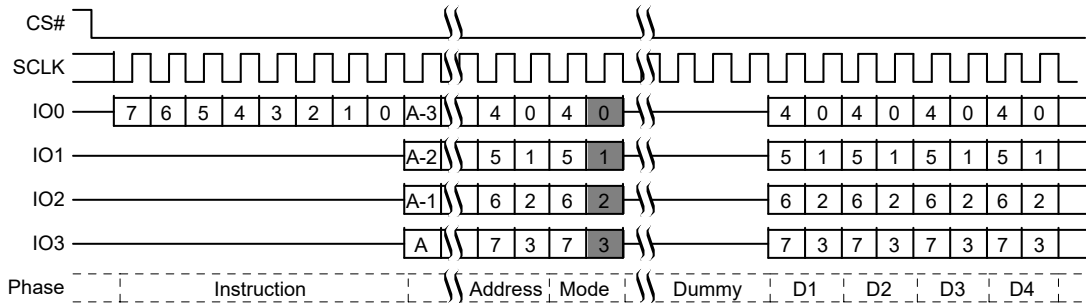 CS#
SCLK
IO0 7 6 5 4 3 2 1 0 A-3 4 0 4 0 4 0 4 0 4 0 4 0
IO1 A-2 5 1 5 1 5 1 5 1 5 1 5 1
IO2 A-1 6 2 6 2 6 2 6 2 6 2 6 2
IO3 A 7 3 7 3 7 3 7 3 7 3 7 3
Phase Instruction Address Mode Dummy D1 D2 D3 D4